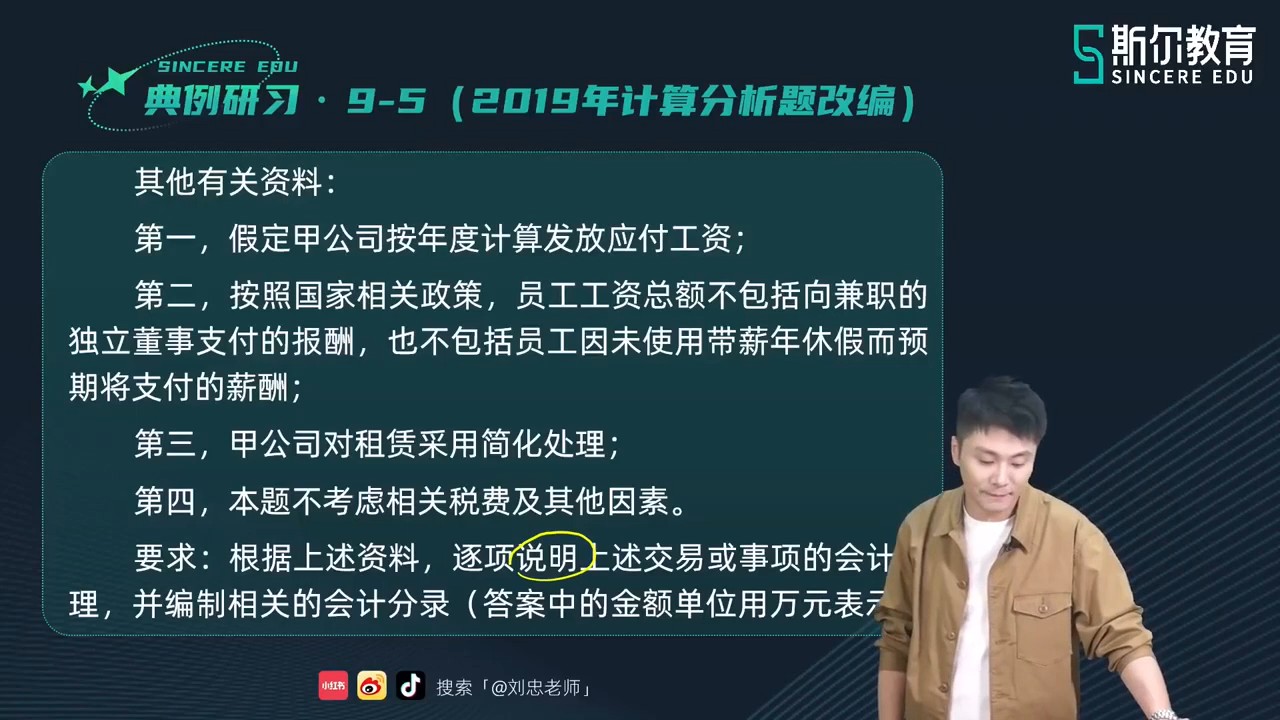 斯尔教育
SINCERE EDU
SINCERE EDU
典例研习·9-5（2019年计算分析题改编）
其他有关资料：
第一，假定甲公司按年度计算发放应付工资；
第二，按照国家相关政策，员工工资总额不包括向兼职的
独立董事支付的报酬，也不包括员工因未使用带薪年休假而预
期将支付的薪酬；
第三，甲公司对租赁采用简化处理；
第四，本题不考虑相关税费及其他因素。
要求：根据上述资料，逐项说明上述交易或事项的会计
理，并编制相关的会计分录（答案中的金额单位用万元表示
小红书
搜索「@刘忠老师」